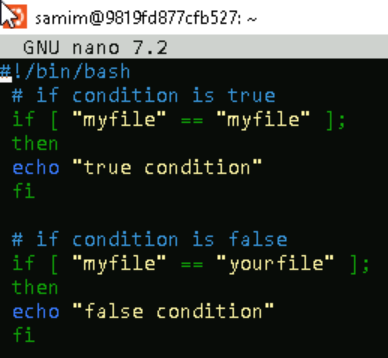 samim@9819fd877cfb527: ~
GNU nano 7.2
#!/bin/bash
# if condition is true
if [ "myfile" == "myfile" ];
then
echo "true condition"
fi
# if condition is false
if [ "myfile" == "yourfile" ];
then
echo "false condition"
fi